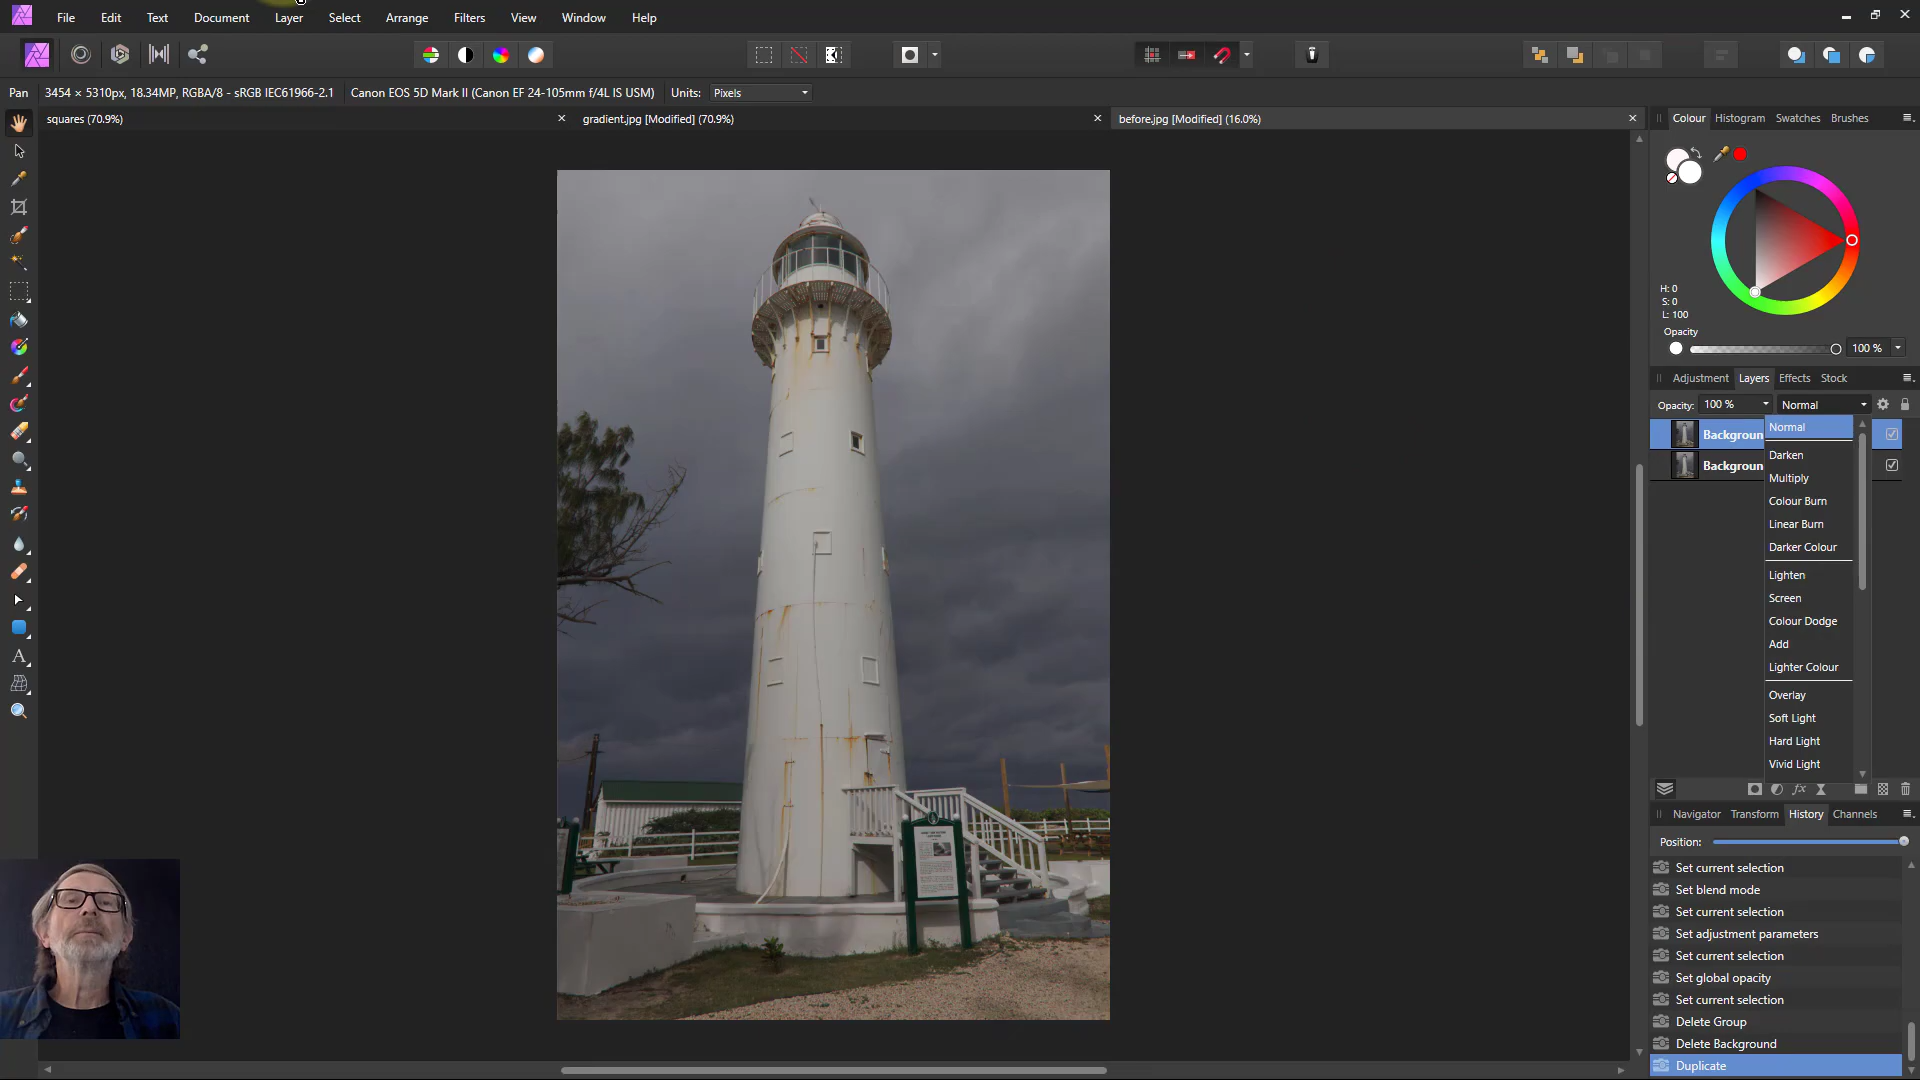 File Edit Text Document Layer Select Arrange Filters View Window Help
Pan 3454 × 5310px, 18.34MP, RGBA/8 - sRGB IEC61966-2.1 Canon EOS 5D Mark II (Canon EF 24-105mm f/4L IS USM) Units: Pixels
squares (70.9%) gradient.jpg [Modified] (70.9%) before.jpg [Modified] (16.0%)
Colour Histogram Swatches Brushes
H: 0
S: 0
L: 100
Opacity
100 %
Adjustment Layers Effects Stock
Opacity: 100 % Normal
Normal
Backgroun
Darken
Backgroun
Multiply
Colour Burn
Linear Burn
Darker Colour
Lighten
Screen
Colour Dodge
Add
Lighter Colour
Overlay
Soft Light
Hard Light
Vivid Light
Navigator Transform History Channels
Position:
Set current selection
Set blend mode
Set current selection
Set adjustment parameters
Set current selection
Set global opacity
Set current selection
Delete Group
Delete Background
Duplicate